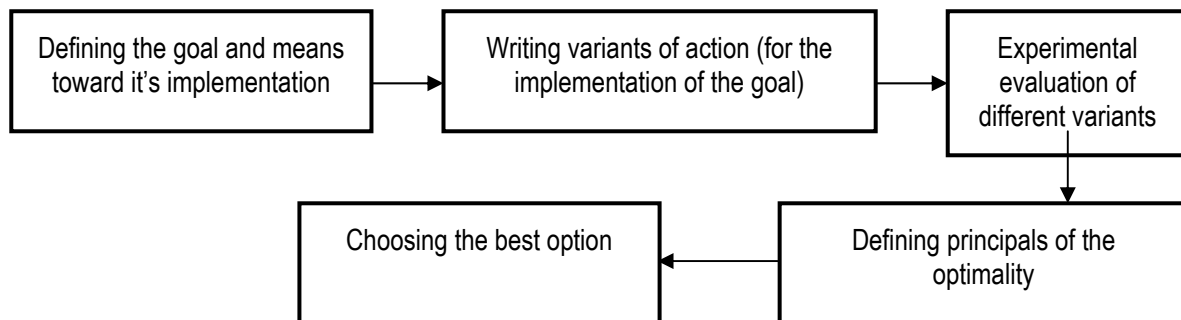 Defining the goal and means
toward it's implementation
Writing variants of action (for the
implementation of the goal)
Experimental
evaluation of
different variants
Defining principals of the
optimality
Choosing the best option